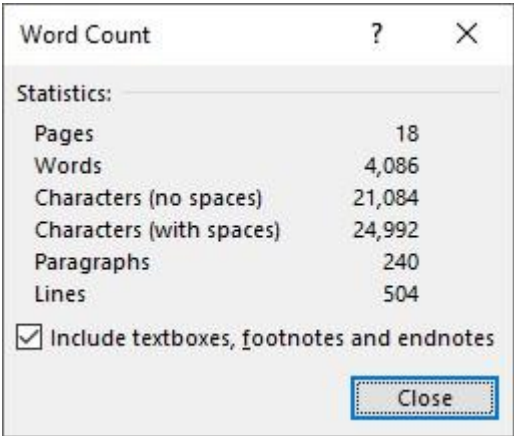 Word Count ? ×
Statistics:
Pages 18
Words 4,086
Characters (no spaces) 21,084
Characters (with spaces) 24,992
Paragraphs 240
Lines 504
Include textboxes, footnotes and endnotes
Close